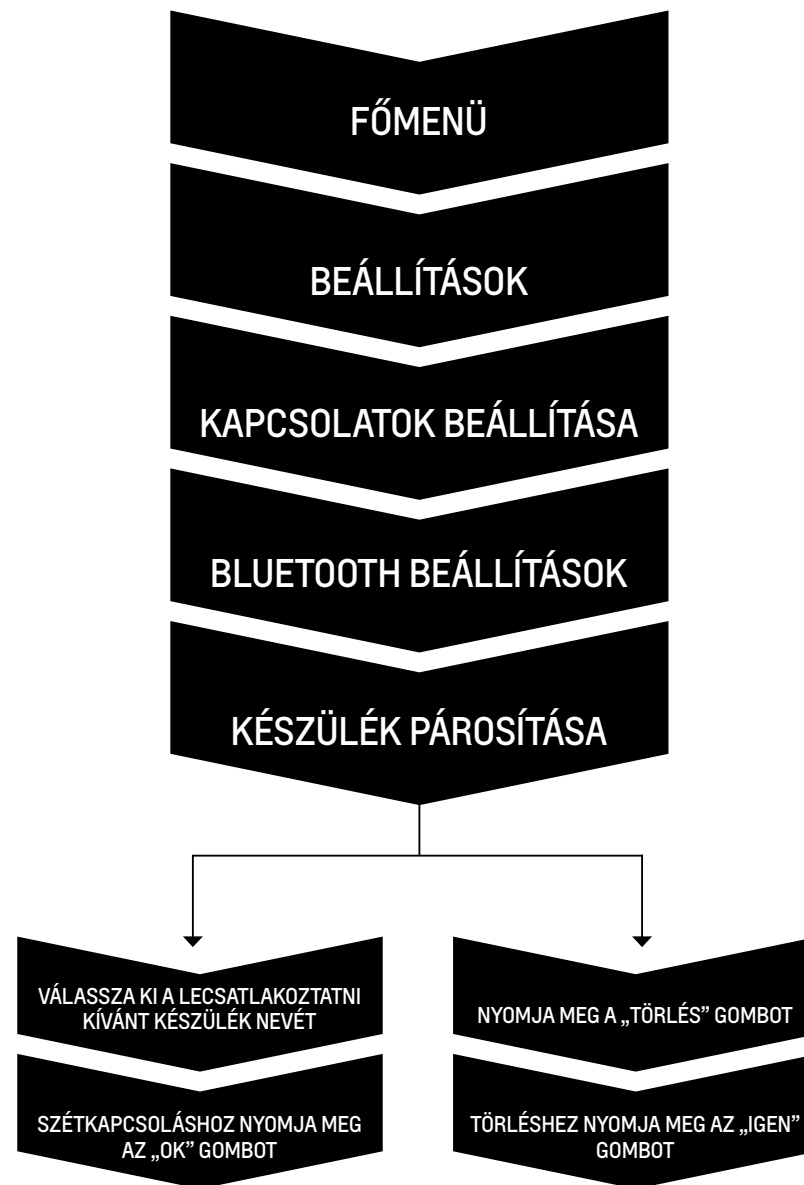 FŐMENÜ
BEÁLLÍTÁSOK
KAPCSOLATOK BEÁLLÍTÁSA
BLUETOOTH BEÁLLÍTÁSOK
KÉSZÜLÉK PÁROSÍTÁSA
VÁLASSZA KI A LECSATLAKOZTATNI
KÍVÁNT KÉSZÜLÉK NEVÉT
SZÉTKAPCSOLÁSHOZ NYOMJA MEG
AZ „OK” GOMBOT
NYOMJA MEG A „TÖRLÉS” GOMBOT
TÖRLÉSHEZ NYOMJA MEG AZ „IGEN”
GOMBOT